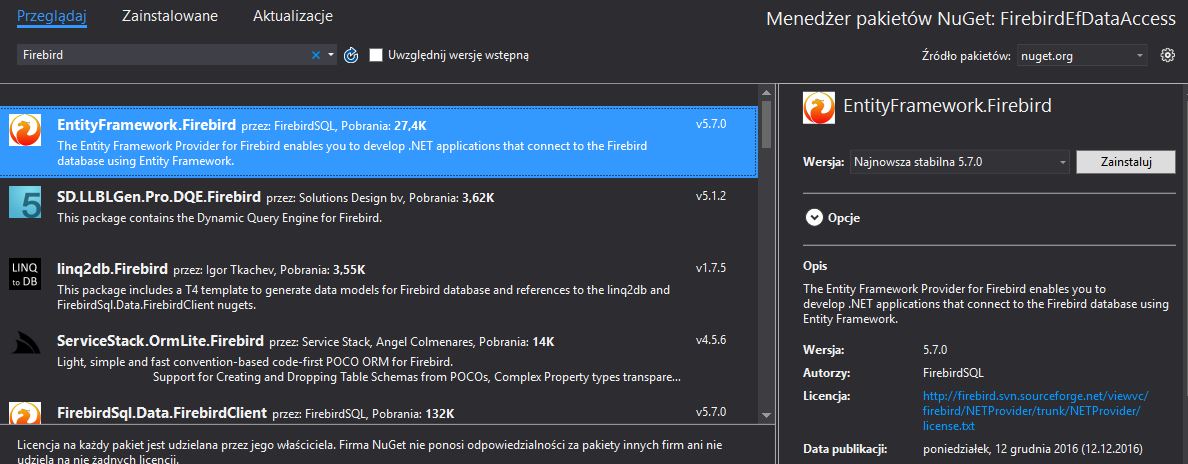 Przeglądaj Zainstalowane Aktualizacje Menedżer pakietów NuGet: FirebirdEfDataAccess
Firebird Uwzględnij wersję wstępną Źródło pakietów: nuget.org
EntityFramework.Firebird przez: FirebirdSQL, Pobrania: 27,4K v5.7.0
The Entity Framework Provider for Firebird enables you to develop .NET applications that connect to the Firebird
database using Entity Framework.
5
SD.LLBLGen.Pro.DQE.Firebird przez: Solutions Design bv, Pobrania: 3,62K v5.1.2
This package contains the Dynamic Query Engine for Firebird.
LINQ
to DB
linq2db.Firebird przez: Igor Tkachev, Pobrania: 3,55K v1.7.5
This package includes a T4 template to generate data models for Firebird database and references to the linq2db and
FirebirdSql.Data.FirebirdClient nugets.
ServiceStack.OrmLite.Firebird przez: Service Stack, Angel Colmenares, Pobrania: 14K v4.5.6
Light, simple and fast convention-based code-first POCO ORM for Firebird.
Support for Creating and Dropping Table Schemas from POCOs, Complex Property types transpare...
FirebirdSql.Data.FirebirdClient przez: FirebirdSQL, Pobrania: 132K v5.7.0
Licencja na każdy pakiet jest udzielana przez jego właściciela. Firma NuGet nie ponosi odpowiedzialności za pakiety innych firm ani nie
udziela na nie żadnych licencji.
EntityFramework.Firebird
Wersja: Najnowsza stabilna 5.7.0 Zainstaluj
Opcje
Opis
The Entity Framework Provider for Firebird enables you to
develop .NET applications that connect to the Firebird database using
Entity Framework.
Wersja: 5.7.0
Autorzy: FirebirdSQL
Licencja: http://firebird.svn.sourceforge.net/viewvc/
firebird/NETProvider/trunk/NETProvider/
license.txt
Data publikacji: poniedziałek, 12 grudnia 2016 (12.12.2016)